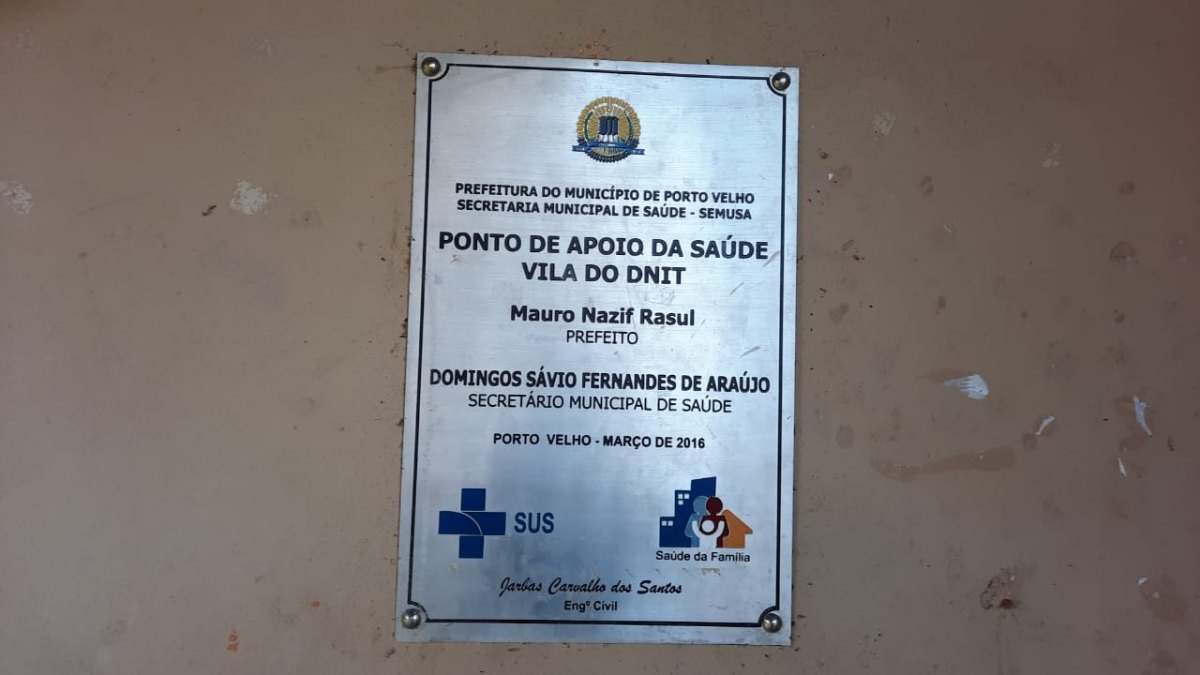 PREFEITURA DO MUNICÍPIO DE PORTO VELHO
SECRETARIA MUNICIPAL DE SAÚDE - SEMUSA
PONTO DE APOIO DA SAÚDE
VILA DO DNIT
Mauro Nazif Rasul
PREFEITO
DOMINGOS SÁVIO FERNANDES DE ARAÚJO
SECRETÁRIO MUNICIPAL DE SAÚDE
PORTO VELHO - MARÇO DE 2016
SUS
Saúde da Família
Jarbas Carvalho dos Santos
Engº Civil